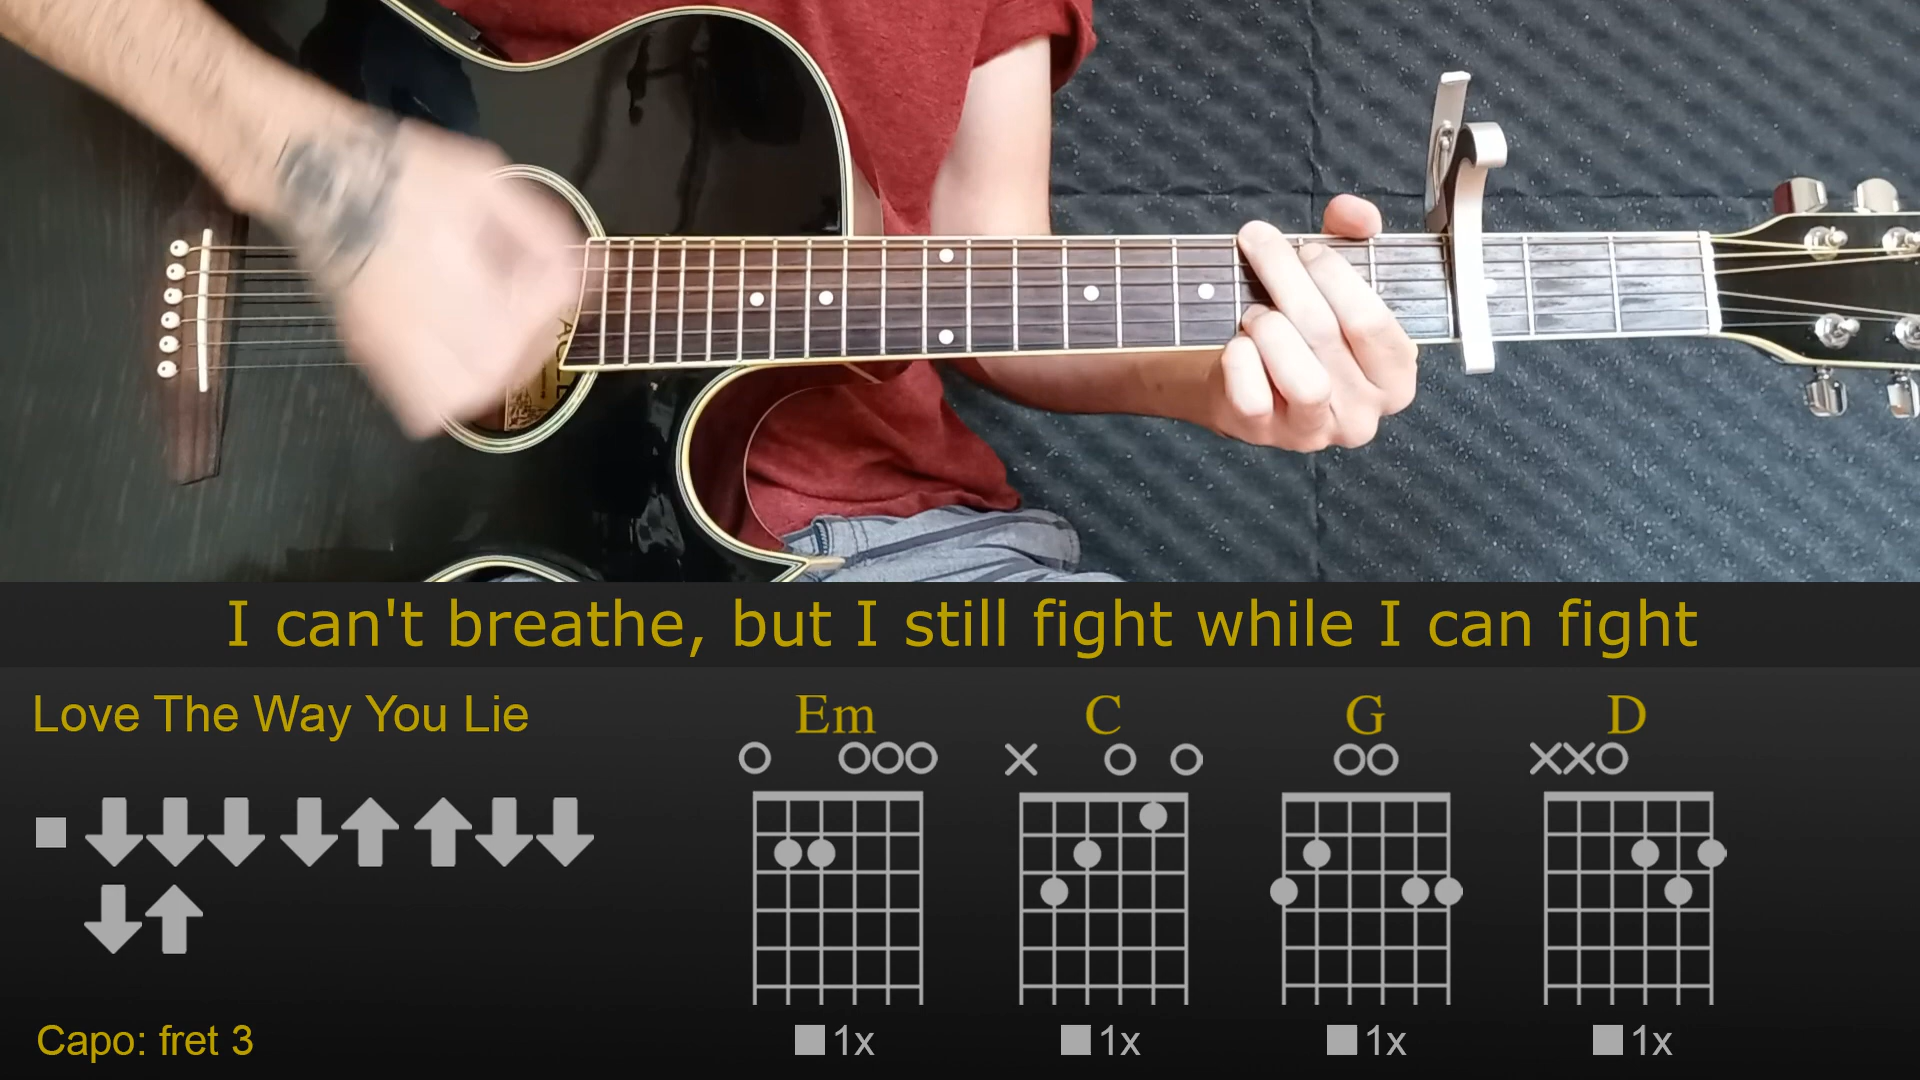 I can't breathe, but I still fight while I can fight
Love The Way You Lie
Em C G D
1x 1x 1x 1x
Capo: fret 3